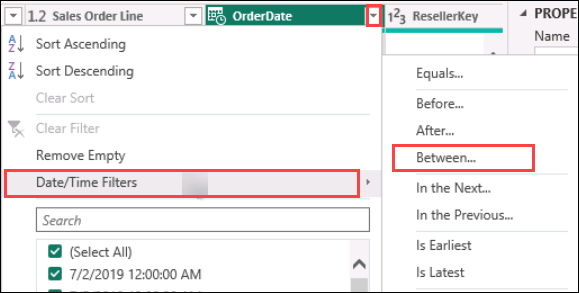 1.2 Sales Order Line
OrderDate
1²3 ResellerKey
PROPE
Name
A
Z
Sort Ascending
Z
A
Sort Descending
Clear Sort
Clear Filter
Remove Empty
Date/Time Filters
Search
(Select All)
7/2/2019 12:00:00 AM
Equals...
Before...
After...
Between...
In the Next...
In the Previous...
Is Earliest
Is Latest